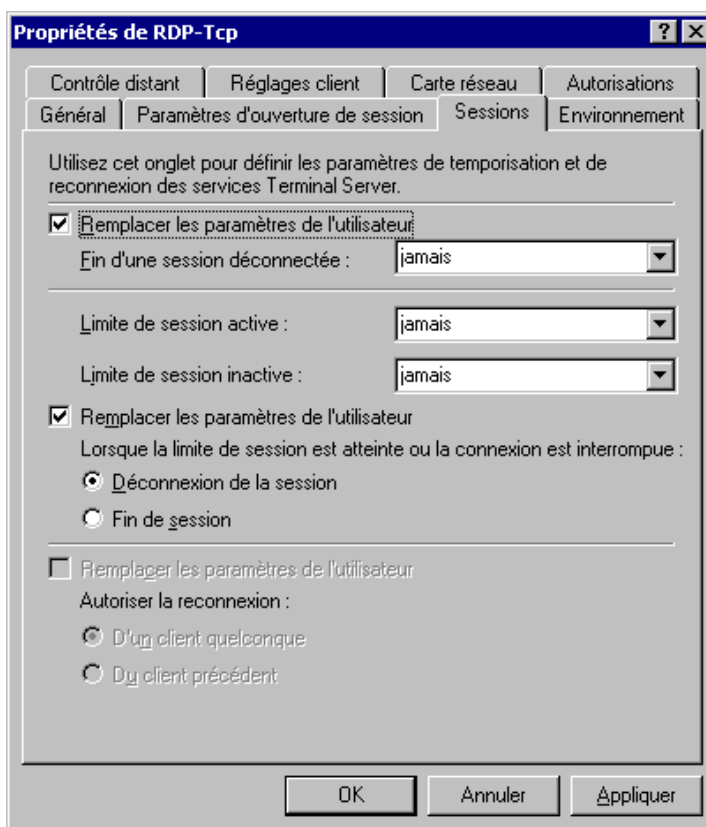 Propriétés de RDP-Tcp
Contrôle distant Réglages client Carte réseau Autorisations
Général Paramètres d'ouverture de session Sessions Environnement
Utilisez cet onglet pour définir les paramètres de temporisation et de
reconnexion des services Terminal Server.
Remplacer les paramètres de l'utilisateur
Fin d'une session déconnectée : jamais
Limite de session active : jamais
Limite de session inactive : jamais
Remplacer les paramètres de l'utilisateur
Lorsque la limite de session est atteinte ou la connexion est interrompue :
Déconnexion de la session
Fin de session
Remplacer les paramètres de l'utilisateur
Autoriser la reconnexion :
D'un client quelconque
Du client précédent
OK Annuler Appliquer